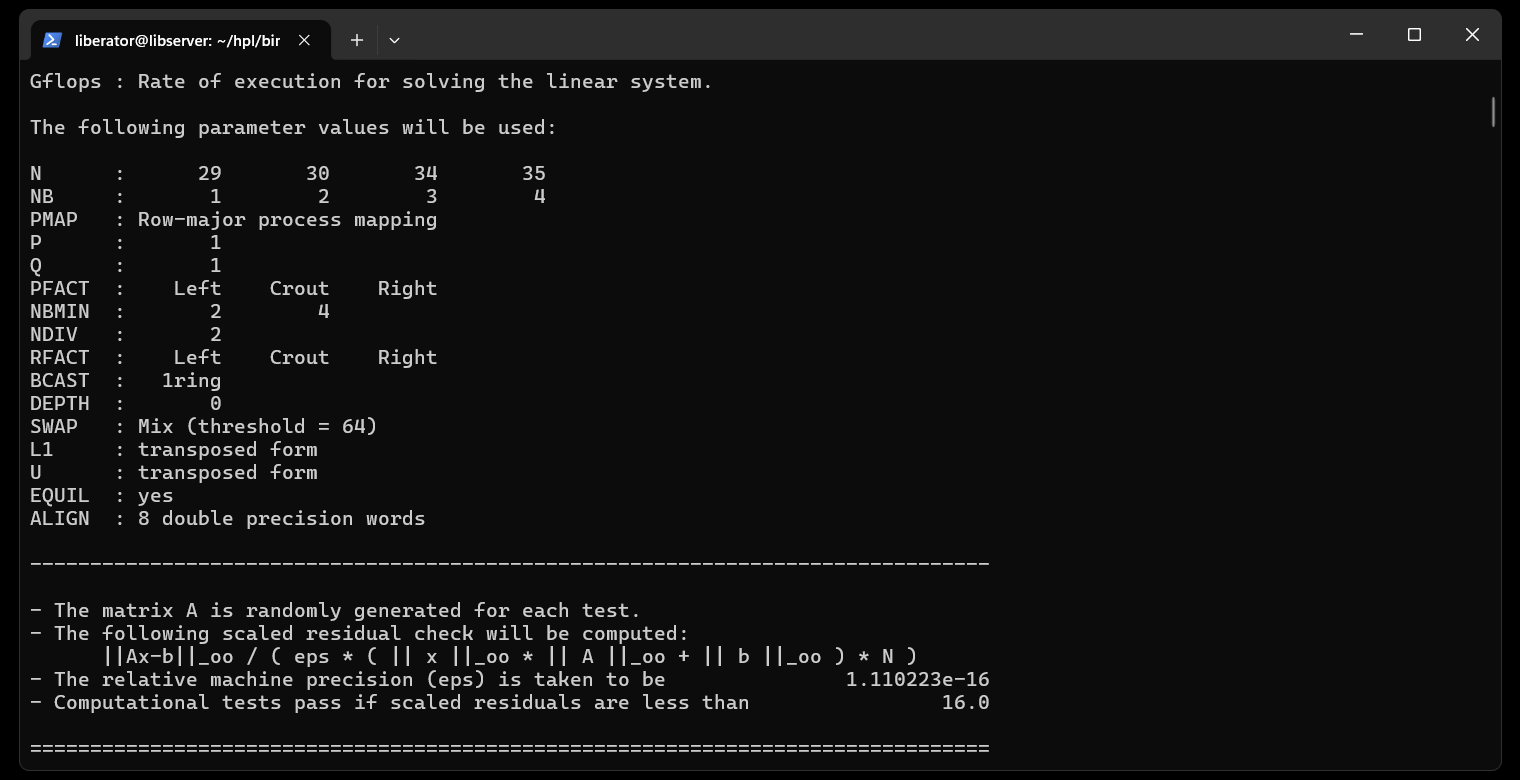 liberator@libserver: ~/hpl/bin
Gflops : Rate of execution for solving the linear system.
The following parameter values will be used:
N      :      29       30       34       35
NB     :       1        2        3        4
PMAP   : Row-major process mapping
P      :       1
Q      :       1
PFACT  :    Left    Crout    Right
NBMIN  :       2        4
NDIV   :       2
RFACT  :    Left    Crout    Right
BCAST  :   1ring
DEPTH  :       0
SWAP   : Mix (threshold = 64)
L1     : transposed form
U      : transposed form
EQUIL  : yes
ALIGN  : 8 double precision words
--------------------------------------------------------------------------------
- The matrix A is randomly generated for each test.
- The following scaled residual check will be computed:
      ||Ax-b||_oo / ( eps * ( || x ||_oo * || A ||_oo + || b ||_oo ) * N )
- The relative machine precision (eps) is taken to be               1.110223e-16
- Computational tests pass if scaled residuals are less than                16.0
================================================================================